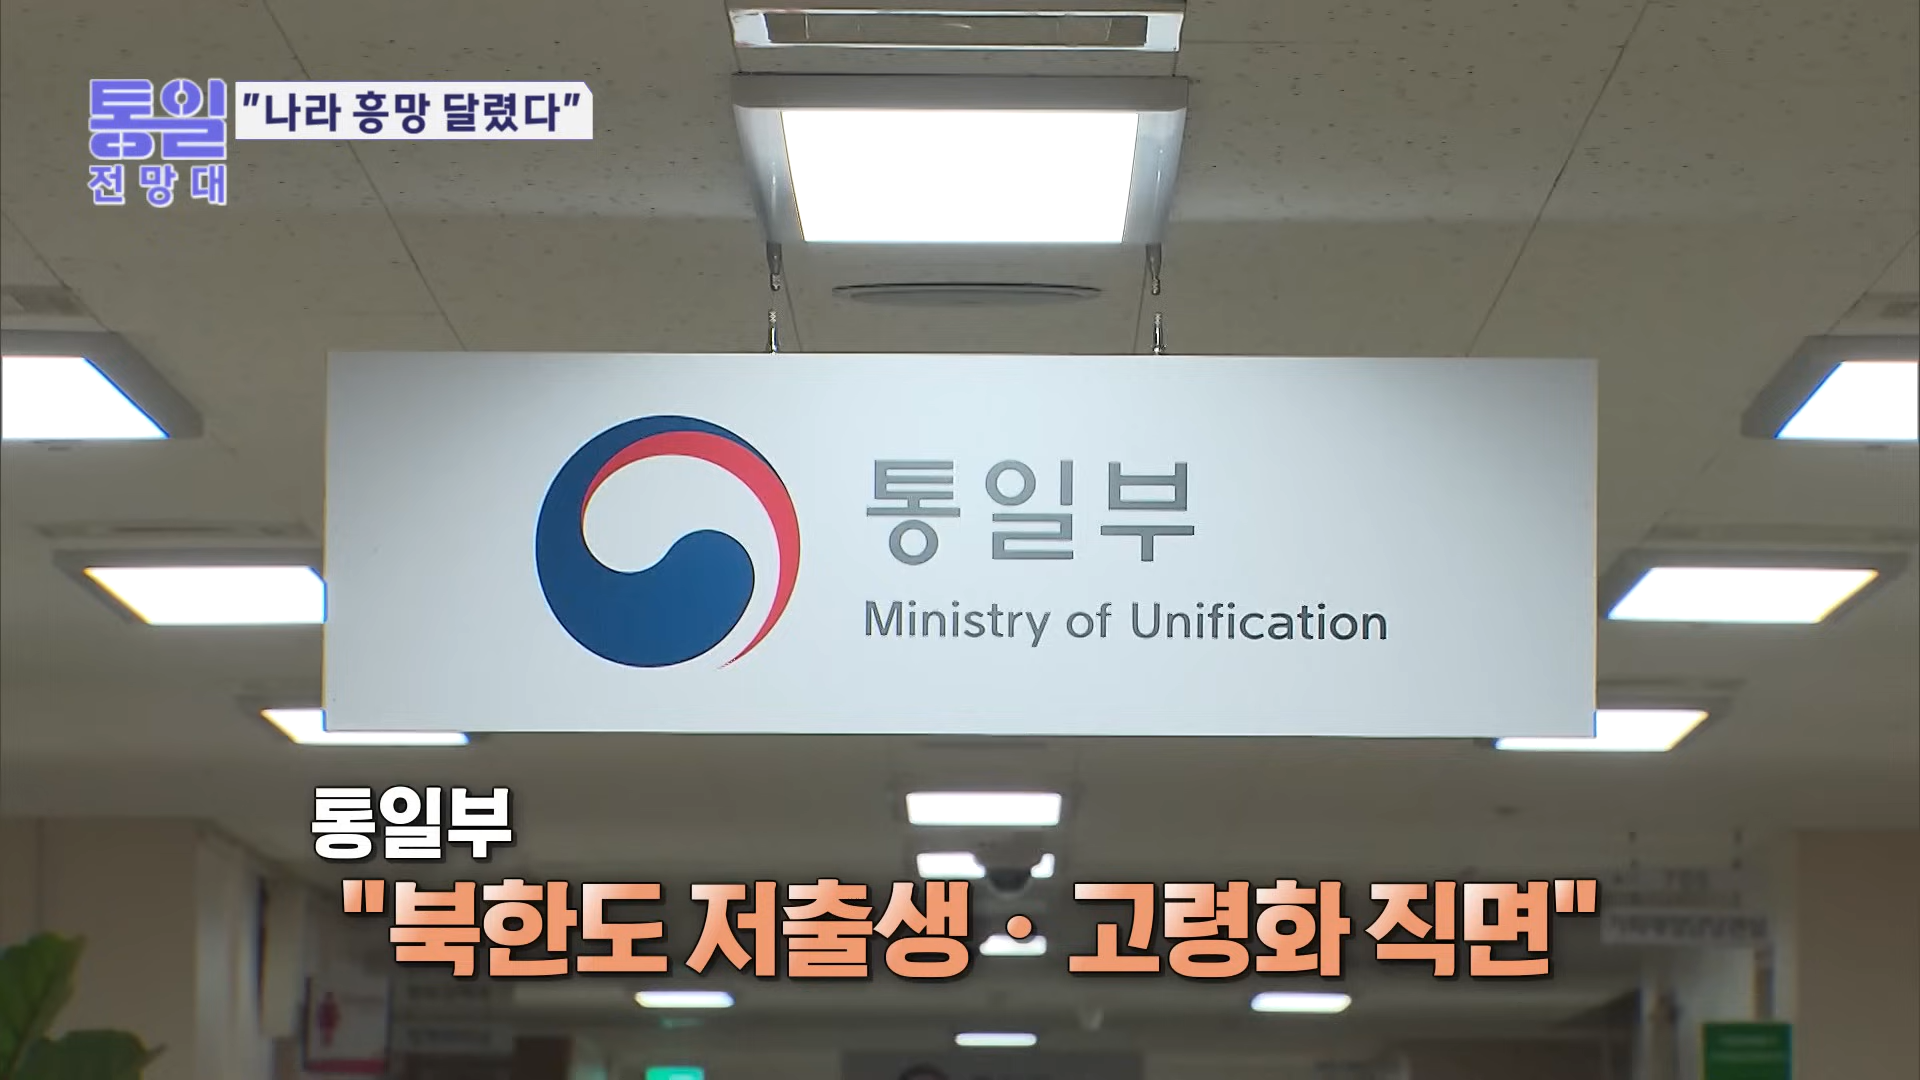 통일
전망대
"나라 흥망 달렸다"
통일부
Ministry of Unification
통일부
"북한도 저출생·고령화 직면"